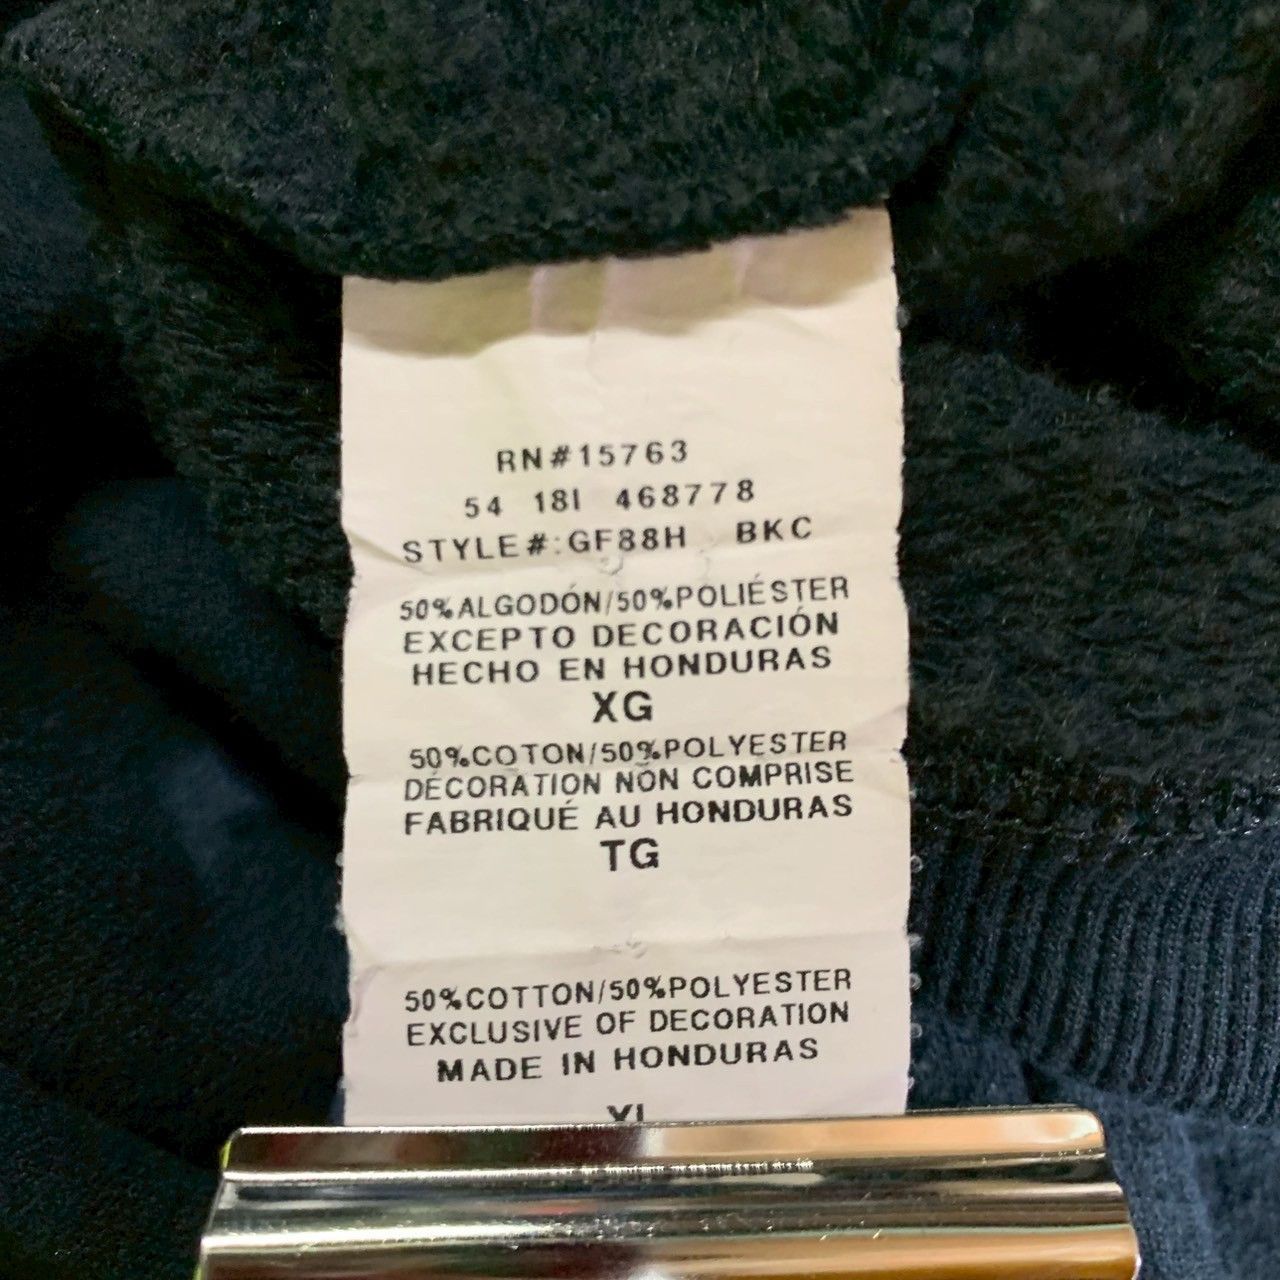 RN#15763
54 18I 468778
STYLE#:GF88H BKC
50%ALGODÓN/50%POLIÉSTER
EXCEPTO DECORACIÓN
HECHO EN HONDURAS
XG
50%COTON/50%POLYESTER
DÉCORATION NON COMPRISE
FABRIQUÉ AU HONDURAS
TG
50%COTTON/50%POLYESTER
EXCLUSIVE OF DECORATION
MADE IN HONDURAS
XL